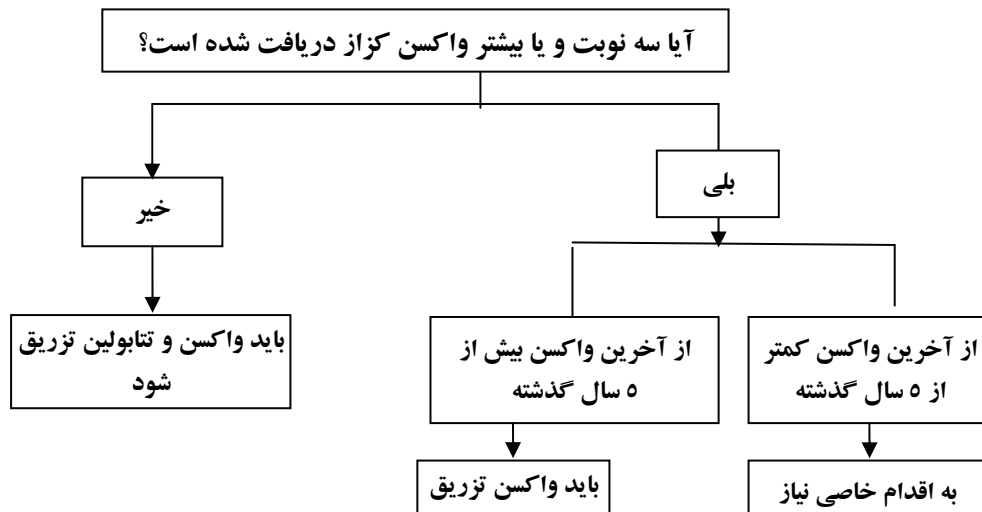 آیا سه نوبت و یا بیشتر واکسن کزاز دریافت شده است؟
بلی
خیر
از آخرین واکسن کمتر
از ۵ سال گذشته
از آخرین واکسن بیش از
۵ سال گذشته
باید واکسن و تتابولین تزریق
شود
به اقدام خاصی نیاز
باید واکسن تزریق